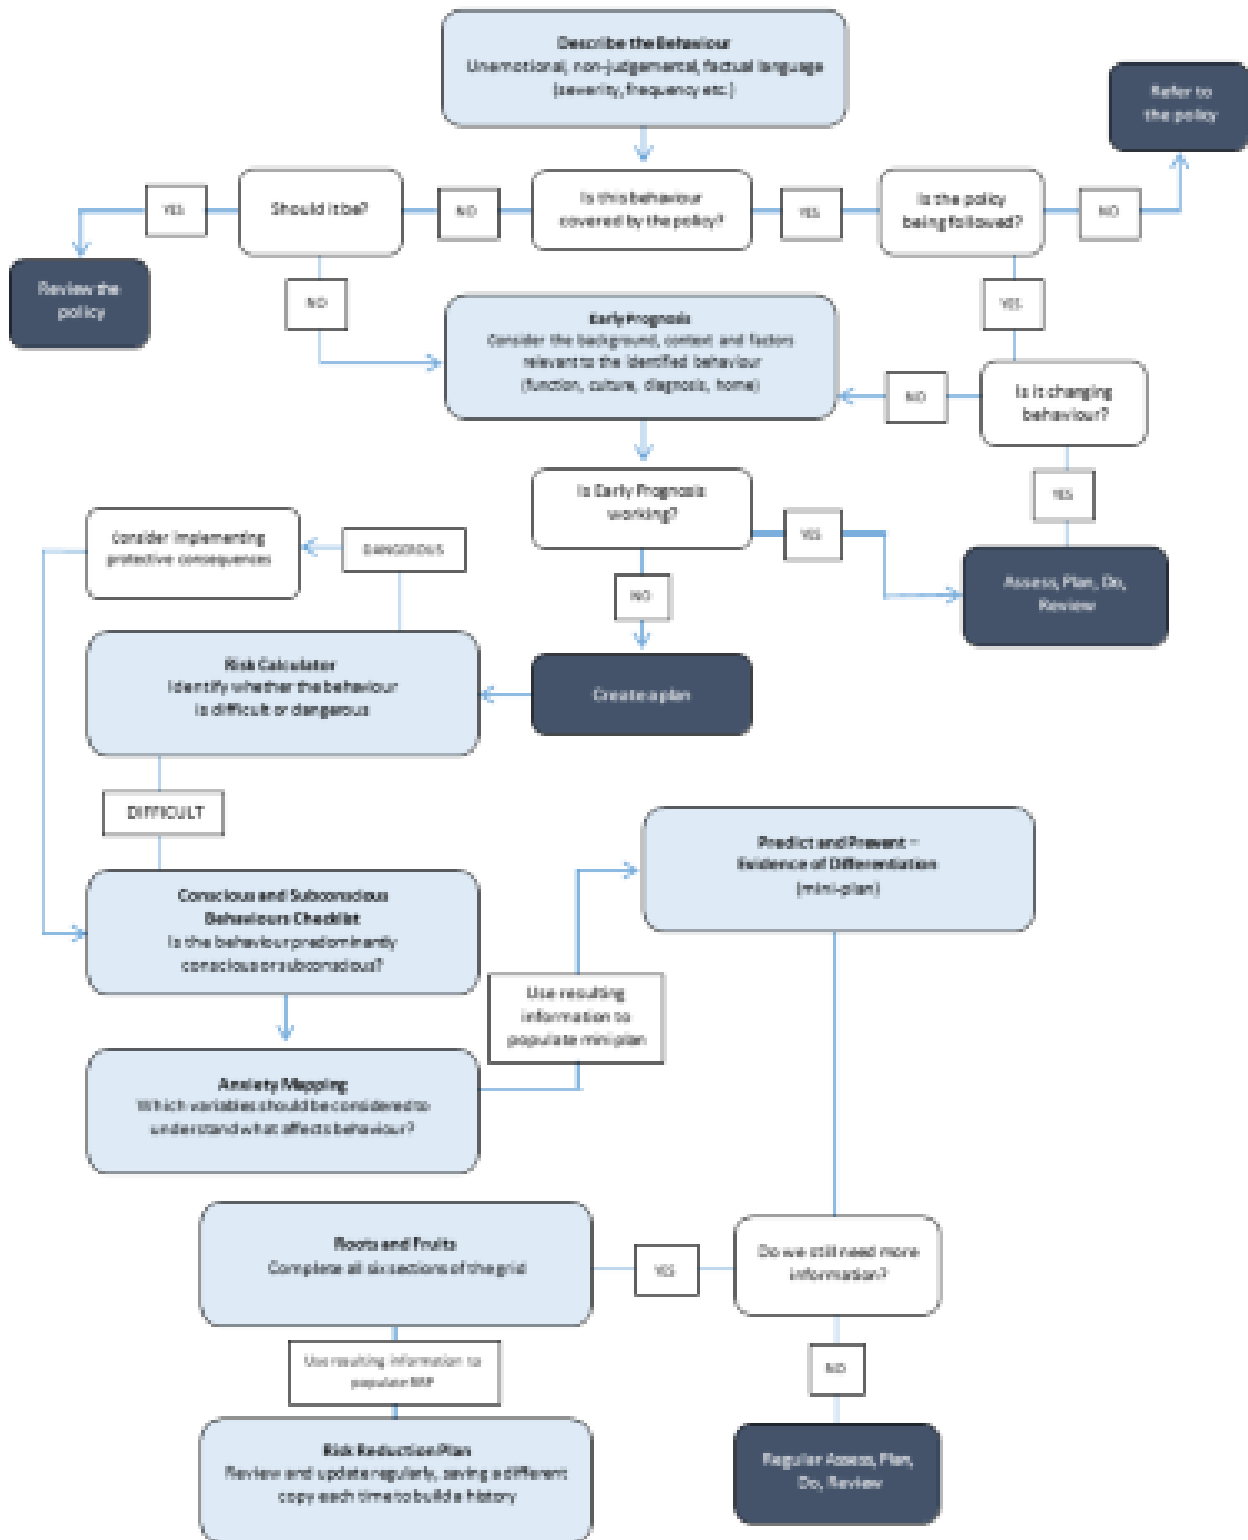 Describe the Behaviour
Unemotional, non-judgemental, factual language
(severity, frequency etc.)
Refer to
the policy
YES
Should it be?
NO
Is this behaviour
covered by the policy?
YES
Is the policy
being followed?
NO
Review the
policy
NO
YES
Early Prognosis
Consider the background, context and factors
relevant to the identified behaviour
(function, culture, diagnosis, home)
NO
Is it changing
behaviour?
YES
Is Early Prognosis
working?
YES
Consider implementing
protective consequences
DANGEROUS
NO
Assess, Plan, Do,
Review
Risk Calculator
Identify whether the behaviour
is difficult or dangerous
Create a plan
DIFFICULT
Predict and Prevent –
Evidence of Differentiation
(mini-plan)
Conscious and Subconscious
Behaviours Checklist
Is the behaviour predominantly
conscious or subconscious?
Use resulting
information to
populate mini plan
Anxiety Mapping
Which variables should be considered to
understand what affects behaviour?
Roots and Fruits
Complete all six sections of the grid
YES
Do we still need more
information?
Use resulting information to
populate RRP
NO
Risk Reduction Plan
Review and update regularly, saving a different
copy each time to build a history
Regular Assess, Plan,
Do, Review